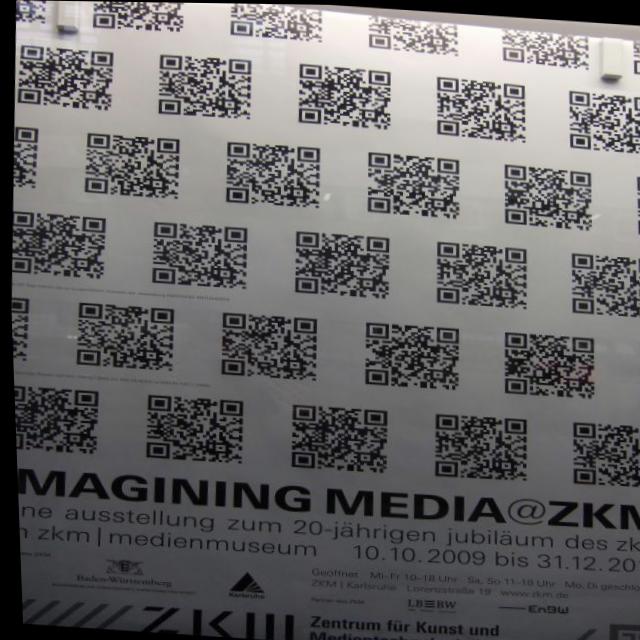 MAGINING MEDIA@ZKM
ne ausstellung zum 20-jährigen jubiläum des zk
zkm | medienmuseum 10.10.2009 bis 31.12.20
Geöffnet Mi-Fr 10-18 Uhr Sa, So 11-18 Uhr Mo, Di geschlo
ZKM | Karlsruhe Lorenzstraße 19 www.zkm.de
Baden-Württemberg
Karlsruhe
LBBW
EnBW
ZKM
Zentrum für Kunst und